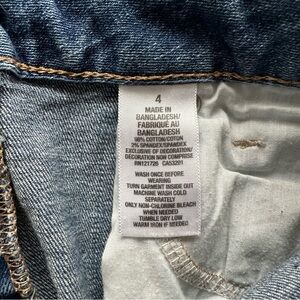 4
MADE IN
BANGLADESH/
FABRIQUÉ AU
BANGLADESH
98% COTTON/COTON
2% SPANDEX/SPANDEX
EXCLUSIVE OF DECORATION/
DECORATION NON COMPRISE
RN121726 CA53291
WASH ONCE BEFORE
WEARING
TURN GARMENT INSIDE OUT
MACHINE WASH COLD
SEPARATELY
ONLY NON-CHLORINE BLEACH
WHEN NEEDED
TUMBLE DRY LOW
WARM IRON IF NEEDED